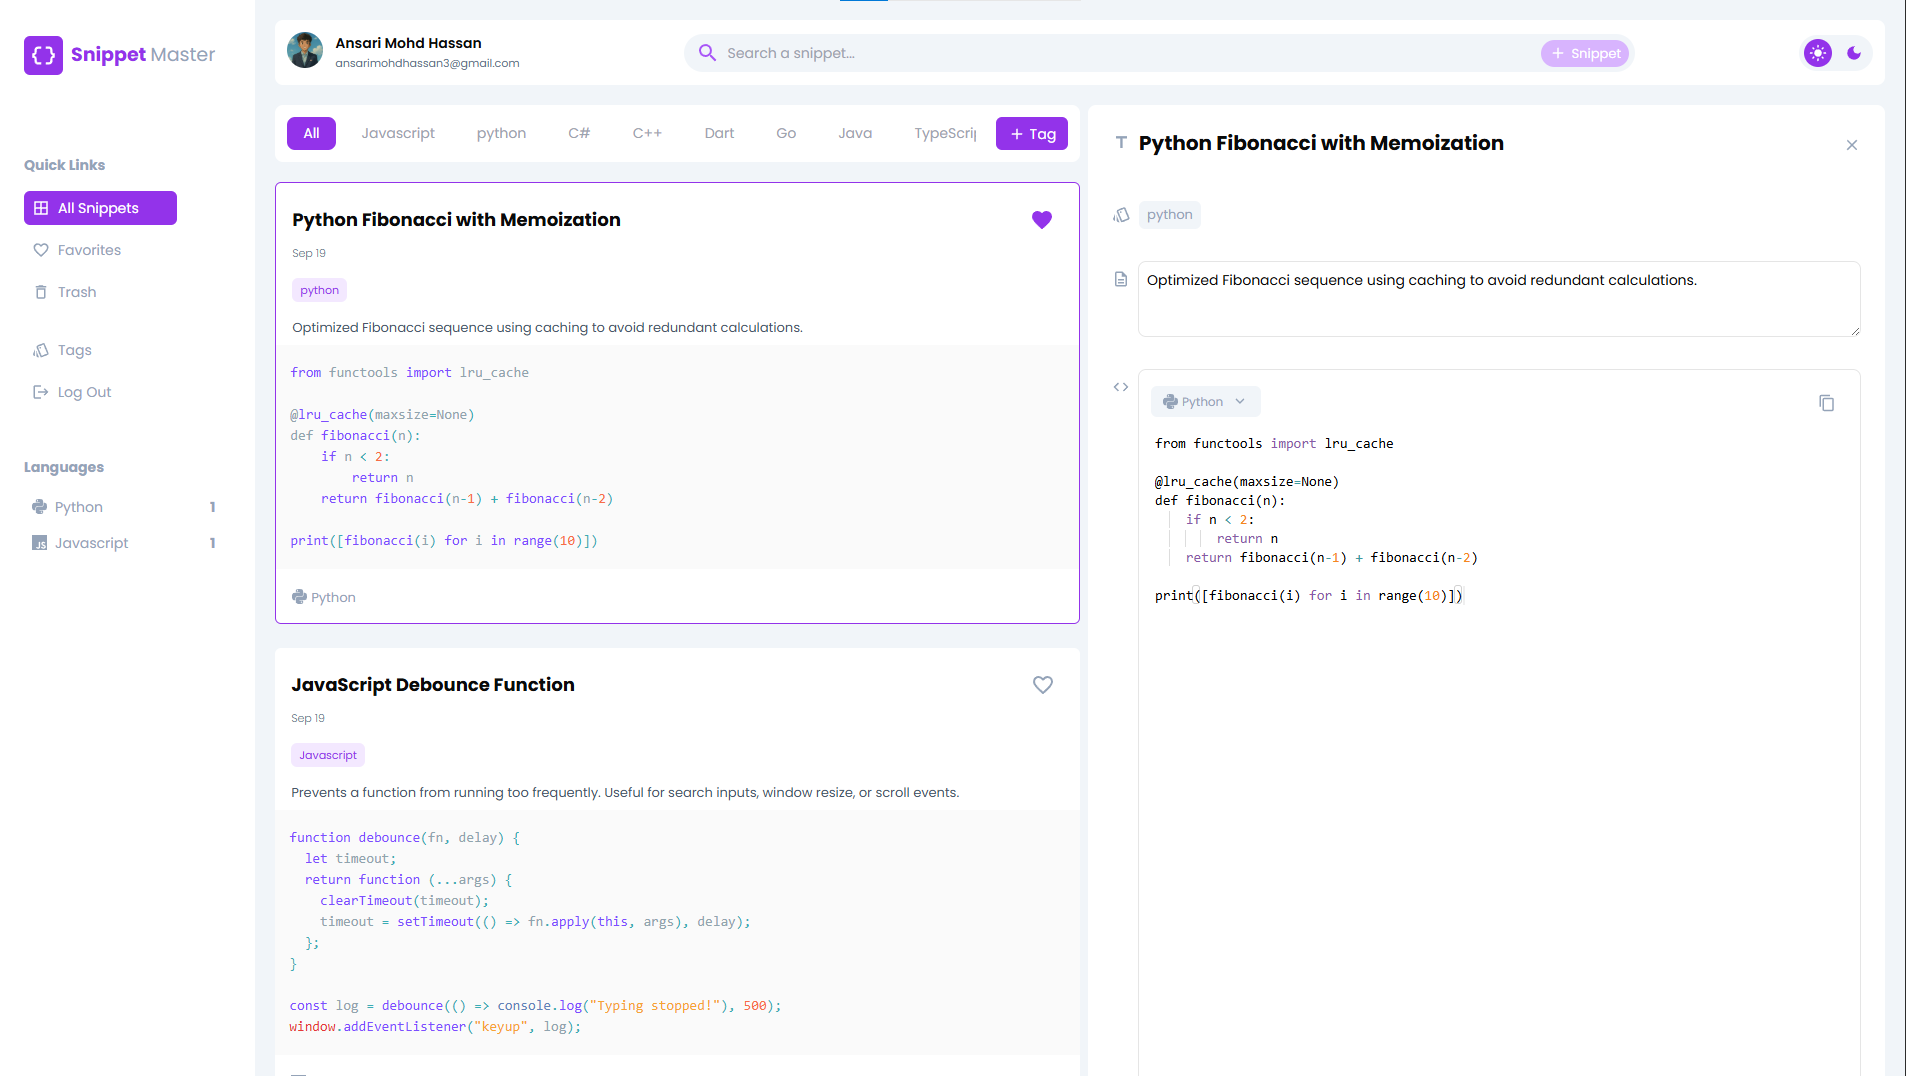 Snippet Master
Quick Links
All Snippets
Favorites
Trash
Tags
Log Out
Languages
Python 1
Javascript 1
Ansari Mohd Hassan
ansarimohdhassan3@gmail.com
Search a snippet...
+ Snippet
All Javascript python C# C++ Dart Go Java TypeScrip + Tag
Python Fibonacci with Memoization
Sep 19
python
Optimized Fibonacci sequence using caching to avoid redundant calculations.
from functools import lru_cache
@lru_cache(maxsize=None)
def fibonacci(n):
    if n < 2:
        return n
    return fibonacci(n-1) + fibonacci(n-2)
print([fibonacci(i) for i in range(10)])
Python
JavaScript Debounce Function
Sep 19
Javascript
Prevents a function from running too frequently. Useful for search inputs, window resize, or scroll events.
function debounce(fn, delay) {
  let timeout;
  return function (...args) {
    clearTimeout(timeout);
    timeout = setTimeout(() => fn.apply(this, args), delay);
  };
}
const log = debounce(() => console.log("Typing stopped!"), 500);
window.addEventListener("keyup", log);
T Python Fibonacci with Memoization
python
Optimized Fibonacci sequence using caching to avoid redundant calculations.
Python
from functools import lru_cache
@lru_cache(maxsize=None)
def fibonacci(n):
    if n < 2:
        return n
    return fibonacci(n-1) + fibonacci(n-2)
print([fibonacci(i) for i in range(10)])